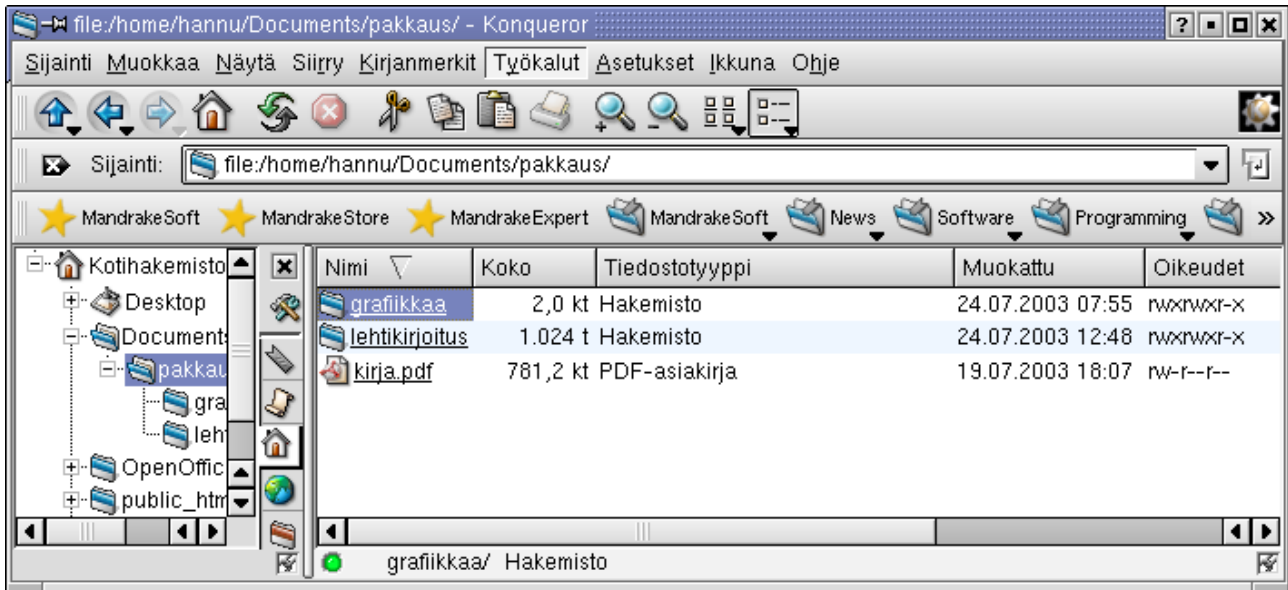 file:/home/hannu/Documents/pakkaus/ - Konqueror
Sijainti Muokkaa Näytä Siirry Kirjanmerkit Työkalut Asetukset Ikkuna Ohje
Sijainti: file:/home/hannu/Documents/pakkaus/
MandrakeSoft MandrakeStore MandrakeExpert MandrakeSoft News Software Programming »
Kotihakemisto
Desktop
Document
pakkau
gra
leh
OpenOffic
public_htm
Nimi Koko Tiedostotyyppi Muokattu Oikeudet
grafiikkaa 2,0 kt Hakemisto 24.07.2003 07:55 rwxrwxr-x
lehtikirjoitus 1.024 t Hakemisto 24.07.2003 12:48 rwxrwxr-x
kirja.pdf 781,2 kt PDF-asiakirja 19.07.2003 18:07 rw-r--r--
grafiikkaa/ Hakemisto